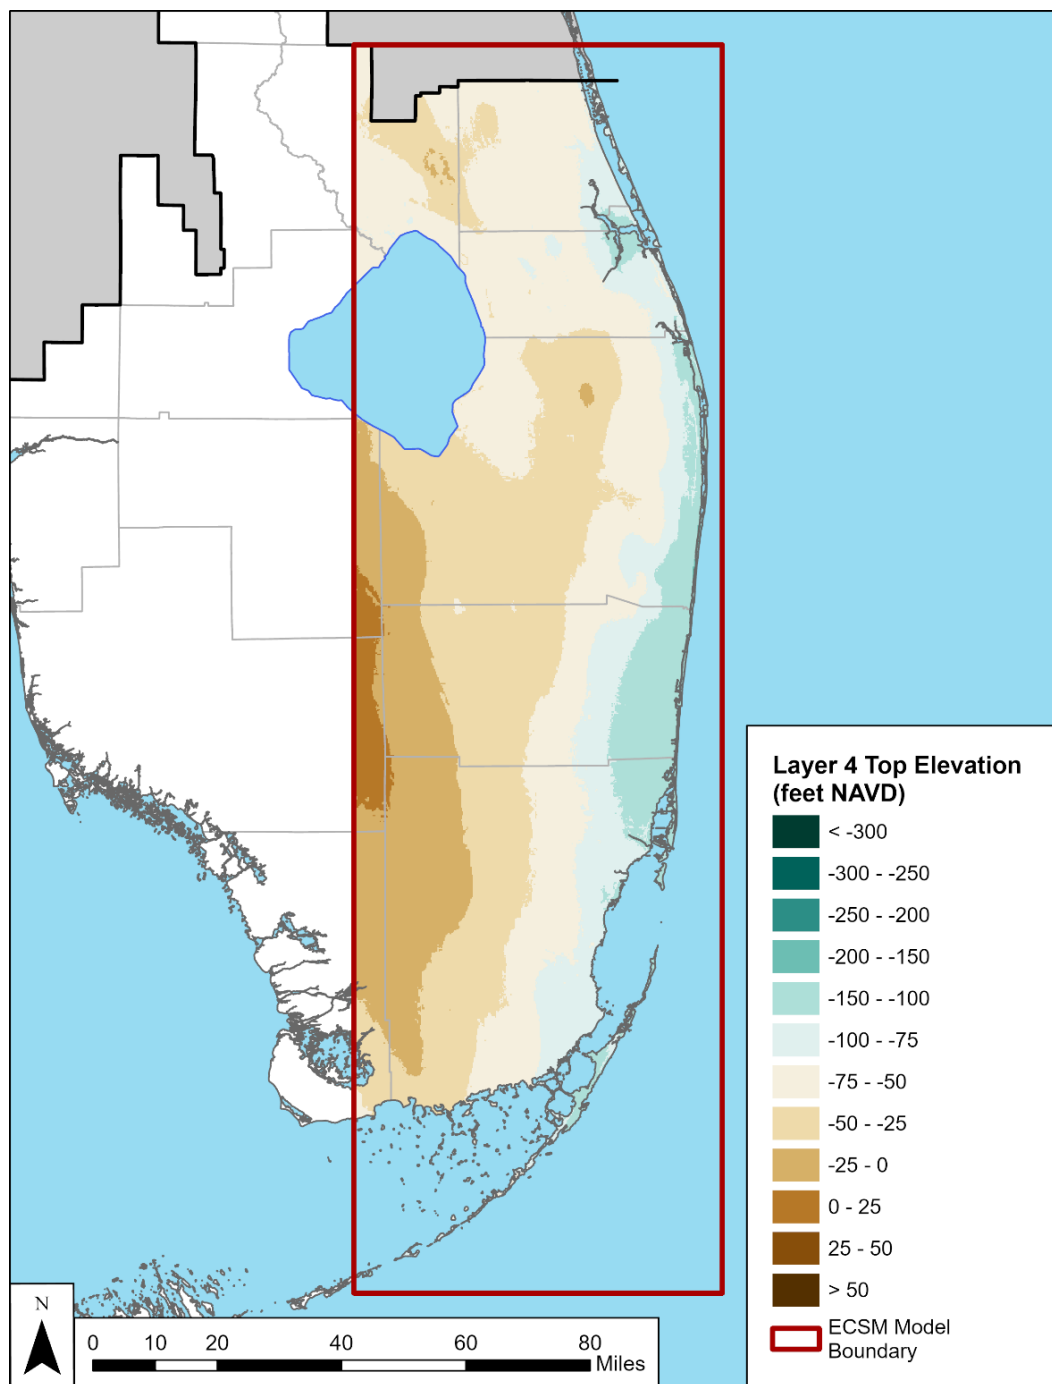 Layer 4 Top Elevation
(feet NAVD)
< -300
-300 - -250
-250 - -200
-200 - -150
-150 - -100
-100 - -75
-75 - -50
-50 - -25
-25 - 0
0 - 25
25 - 50
> 50
ECSM Model
Boundary
N
0 10 20 40 60 80
Miles